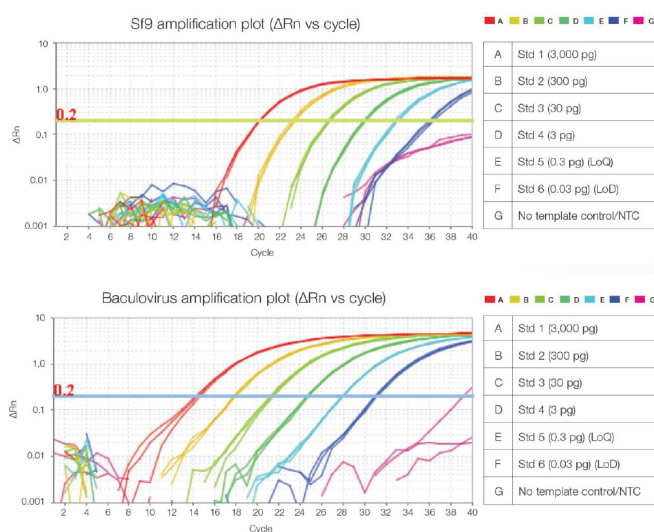 Sf9 amplification plot (ΔRn vs cycle)
A B C D E F G
10
1.0
0.2
0.1
0.01
0.001
ΔRn
2 4 6 8 10 12 14 16 18 20 22 24 26 28 30 32 34 36 38 40
Cycle
A Std 1 (3,000 pg)
B Std 2 (300 pg)
C Std 3 (30 pg)
D Std 4 (3 pg)
E Std 5 (0.3 pg) (LoQ)
F Std 6 (0.03 pg) (LoD)
G No template control/NTC
Baculovirus amplification plot (ΔRn vs cycle)
A B C D E F G
10
1.0
0.2
0.1
0.01
0.001
ΔRn
2 4 6 8 10 12 14 16 18 20 22 24 26 28 30 32 34 36 38 40
Cycle
A Std 1 (3,000 pg)
B Std 2 (300 pg)
C Std 3 (30 pg)
D Std 4 (3 pg)
E Std 5 (0.3 pg) (LoQ)
F Std 6 (0.03 pg) (LoD)
G No template control/NTC